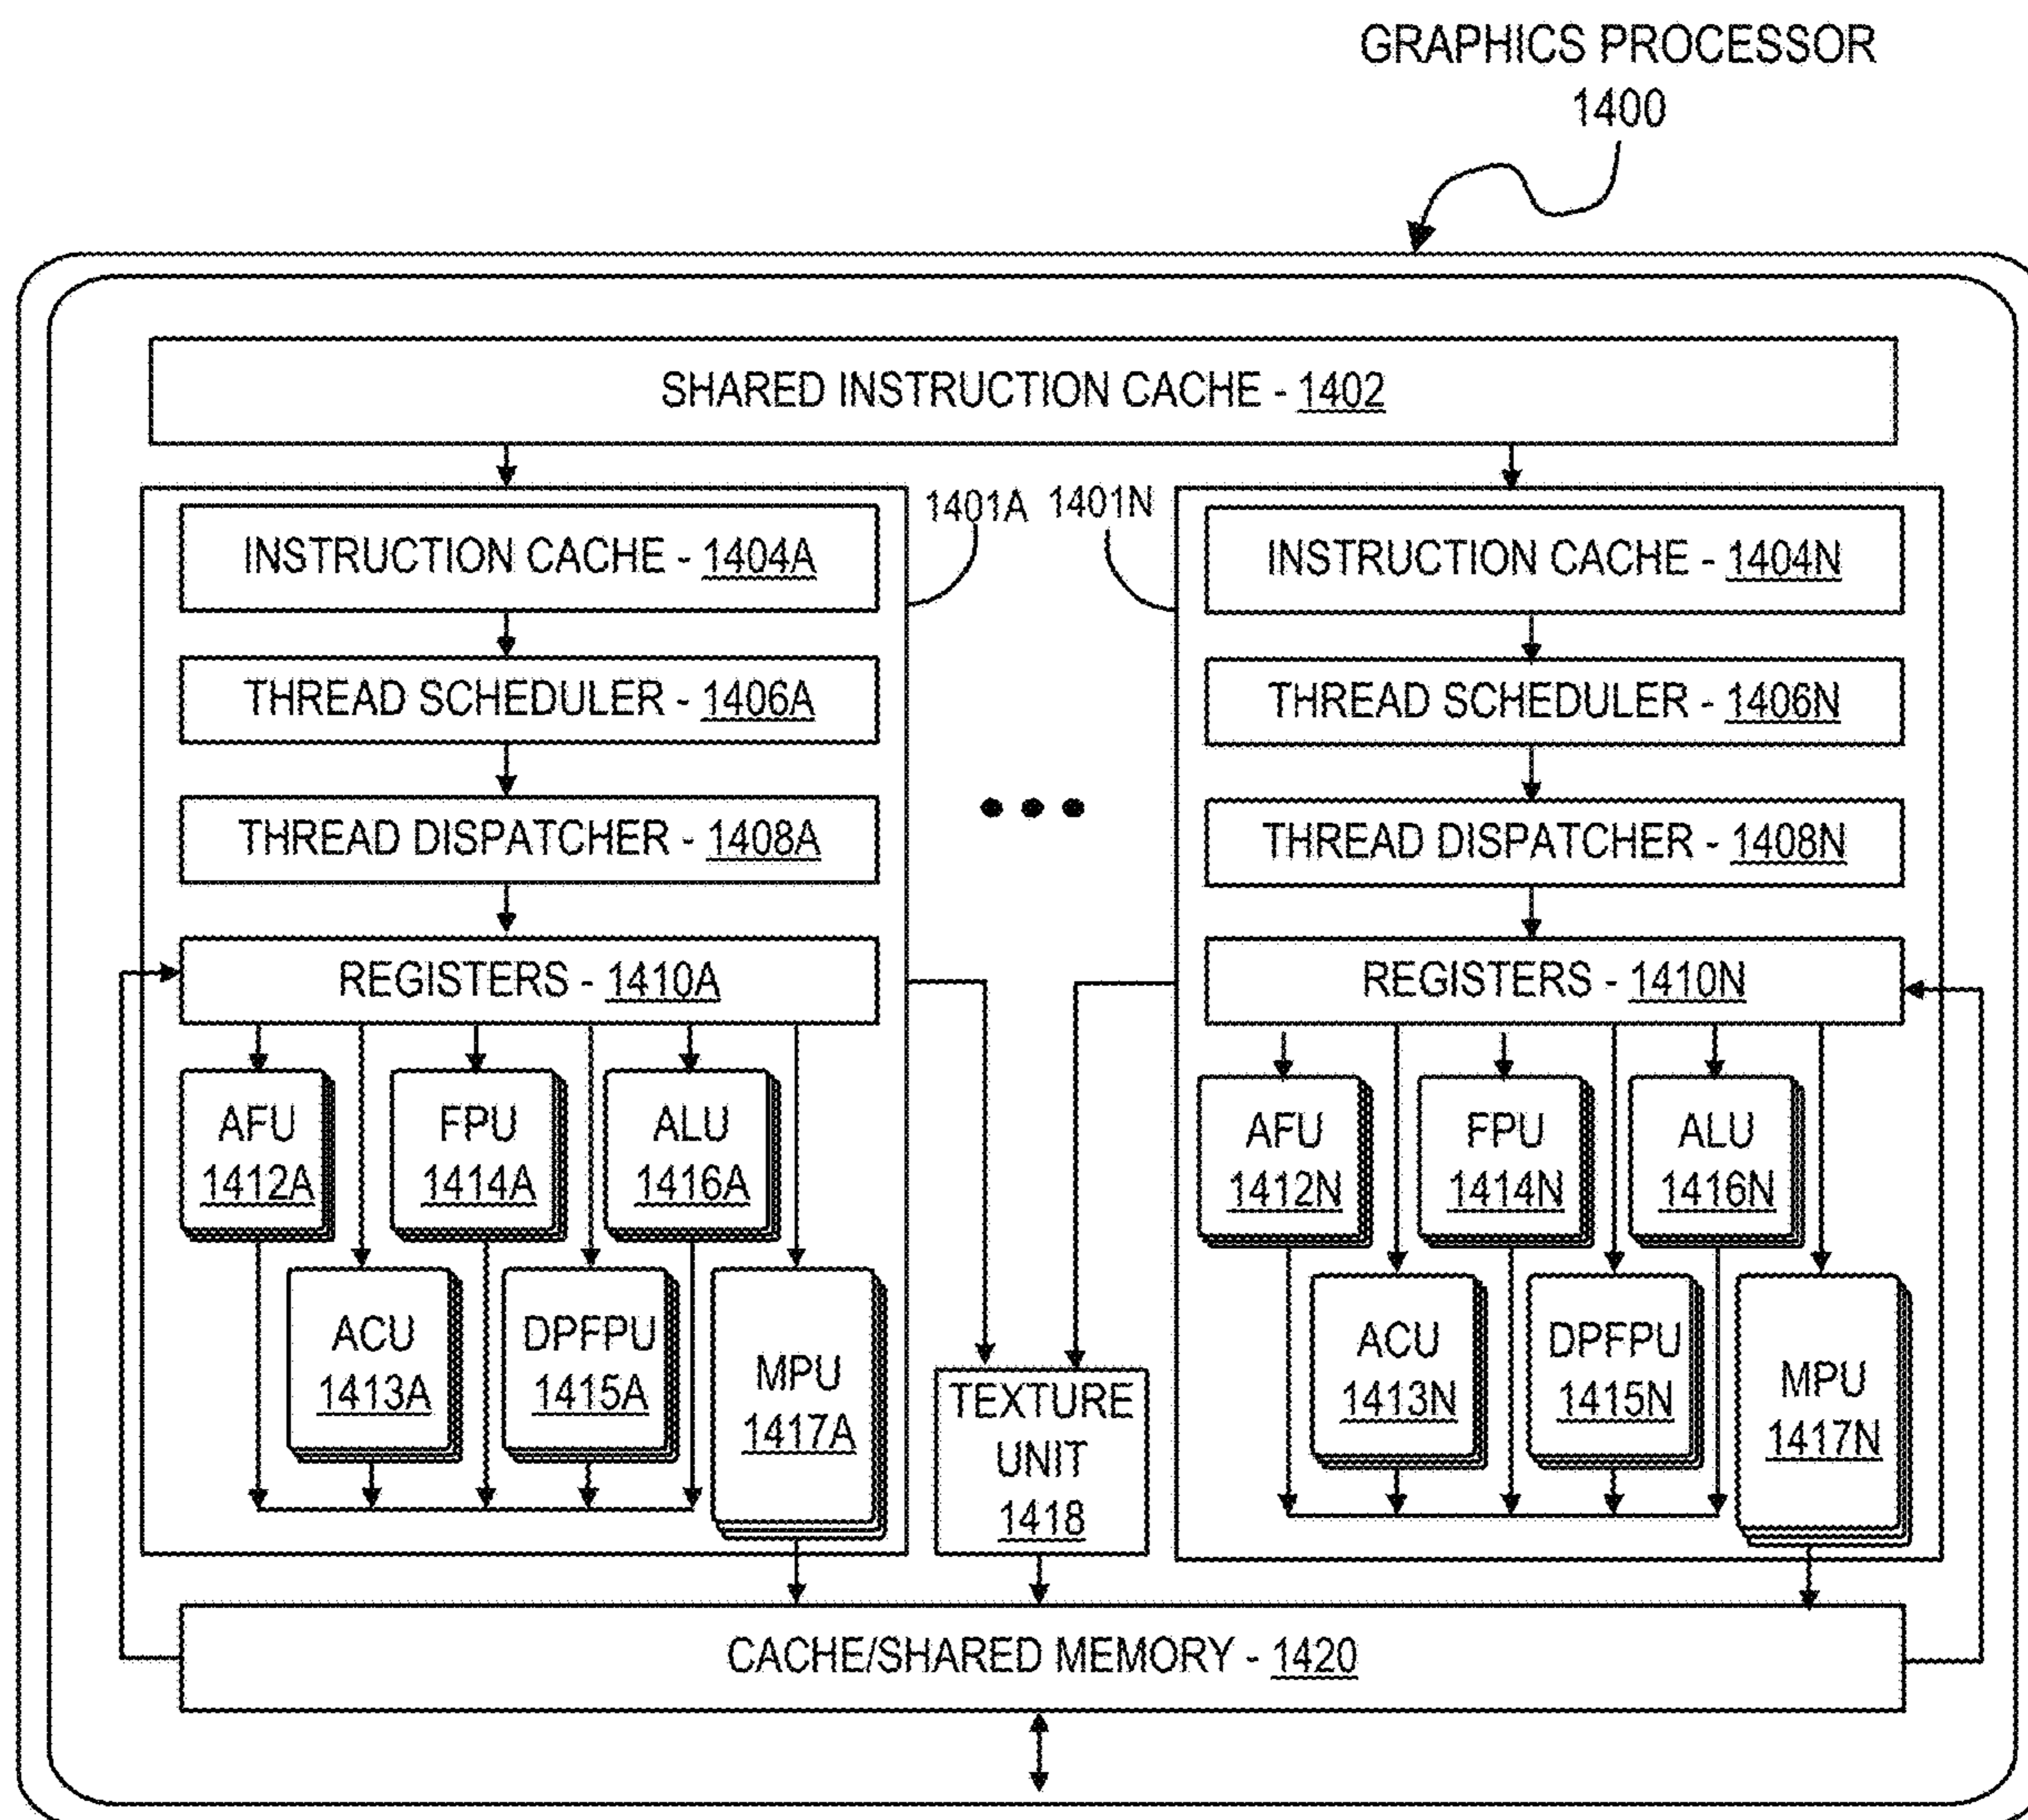 GRAPHICS PROCESSOR
1400
SHARED INSTRUCTION CACHE - 1402
1401A
1401N
INSTRUCTION CACHE - 1404A
THREAD SCHEDULER - 1406A
THREAD DISPATCHER - 1408A
REGISTERS - 1410A
AFU
1412A
FPU
1414A
ALU
1416A
ACU
1413A
DPFPU
1415A
MPU
1417A
TEXTURE
UNIT
1418
INSTRUCTION CACHE - 1404N
THREAD SCHEDULER - 1406N
THREAD DISPATCHER - 1408N
REGISTERS - 1410N
AFU
1412N
FPU
1414N
ALU
1416N
ACU
1413N
DPFPU
1415N
MPU
1417N
CACHE/SHARED MEMORY - 1420